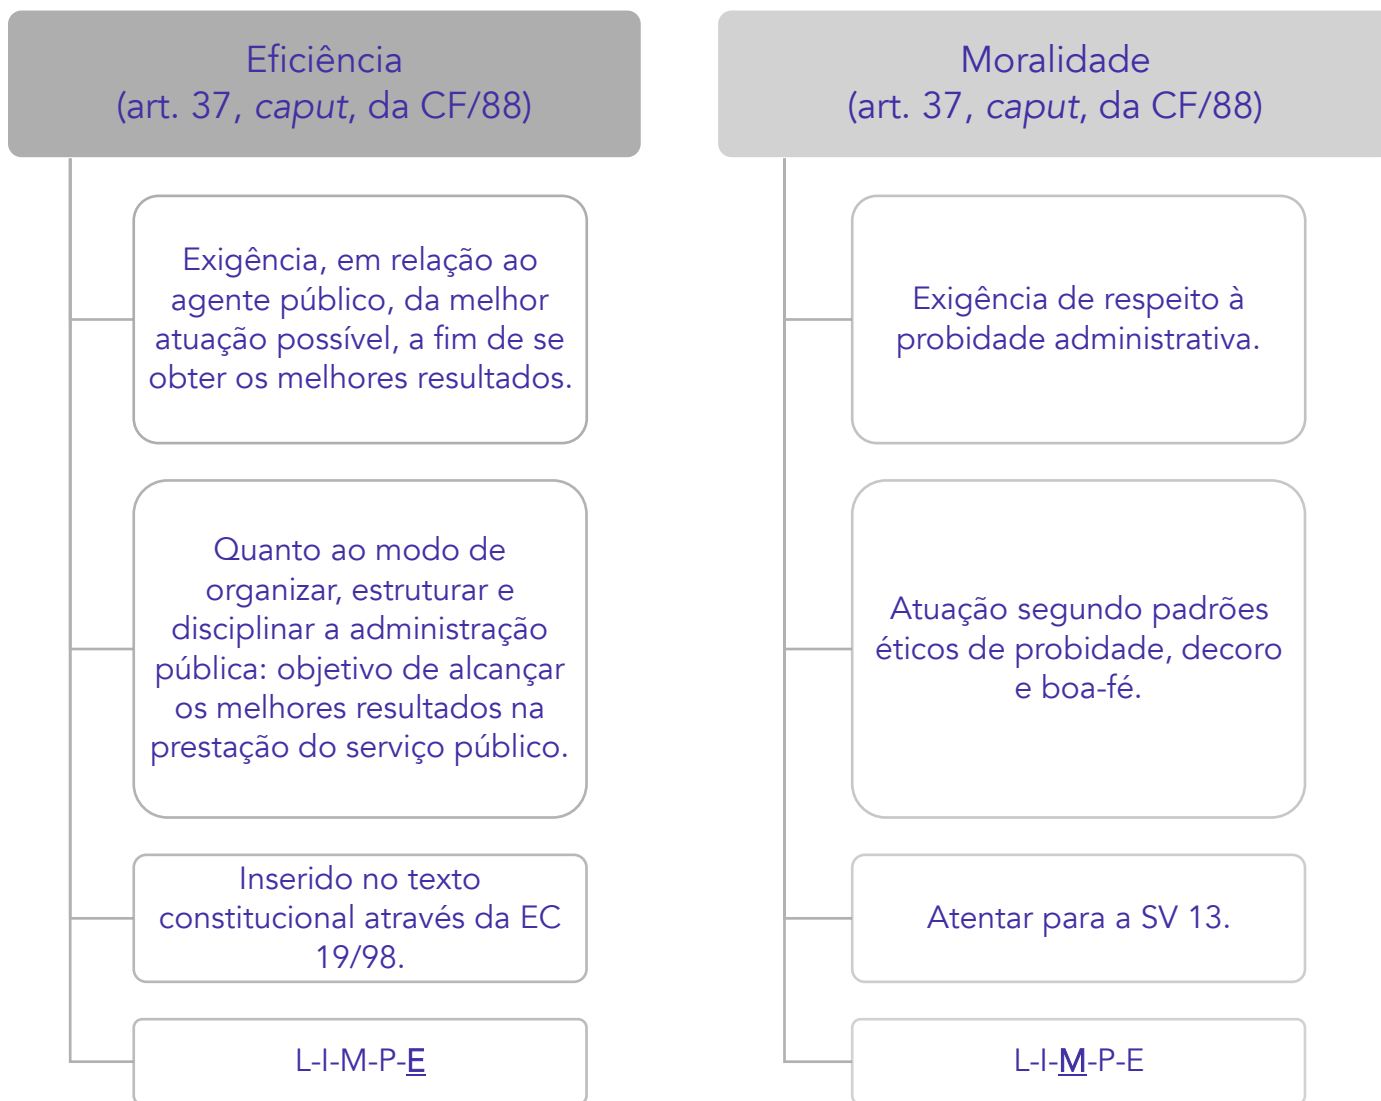 Eficiência
(art. 37, caput, da CF/88)
Exigência, em relação ao
agente público, da melhor
atuação possível, a fim de se
obter os melhores resultados.
Quanto ao modo de
organizar, estruturar e
disciplinar a administração
pública: objetivo de alcançar
os melhores resultados na
prestação do serviço público.
Inserido no texto
constitucional através da EC
19/98.
L-I-M-P-E
Moralidade
(art. 37, caput, da CF/88)
Exigência de respeito à
probidade administrativa.
Atuação segundo padrões
éticos de probidade, decoro
e boa-fé.
Atentar para a SV 13.
L-I-M-P-E